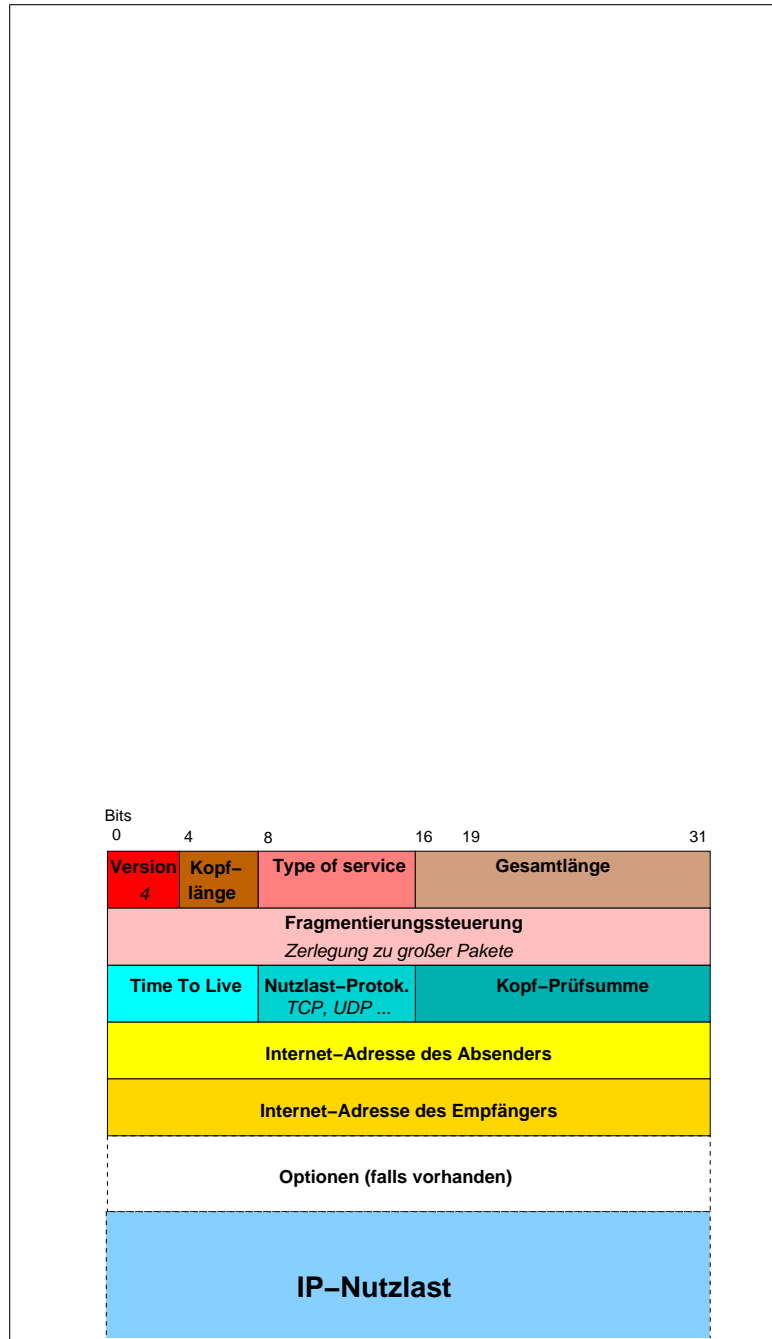 Bits
0 4 8 16 19 31
Version Kopf– Type of service Gesamtlänge
4 länge
Fragmentierungssteuerung
Zerlegung zu großer Pakete
Time To Live Nutzlast–Protok. Kopf–Prüfsumme
TCP, UDP ...
Internet–Adresse des Absenders
Internet–Adresse des Empfängers
Optionen (falls vorhanden)
IP–Nutzlast